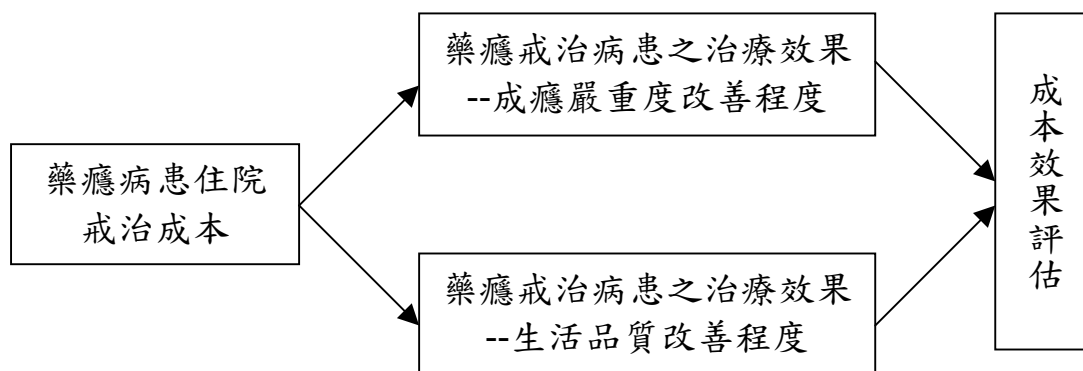 藥癮病患住院
戒治成本
藥癮戒治病患之治療效果
--成癮嚴重度改善程度
藥癮戒治病患之治療效果
--生活品質改善程度
成本效果評估